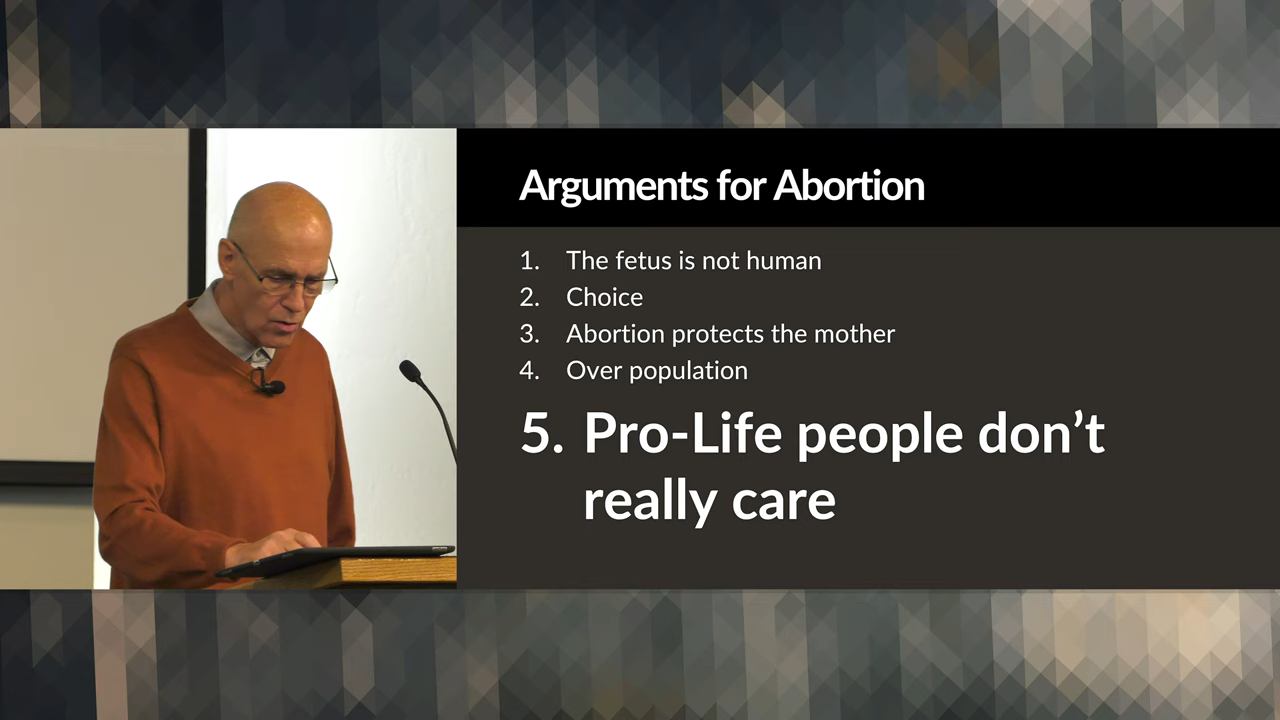 Arguments for Abortion
1. The fetus is not human
2. Choice
3. Abortion protects the mother
4. Over population
5. Pro-Life people don’t
really care